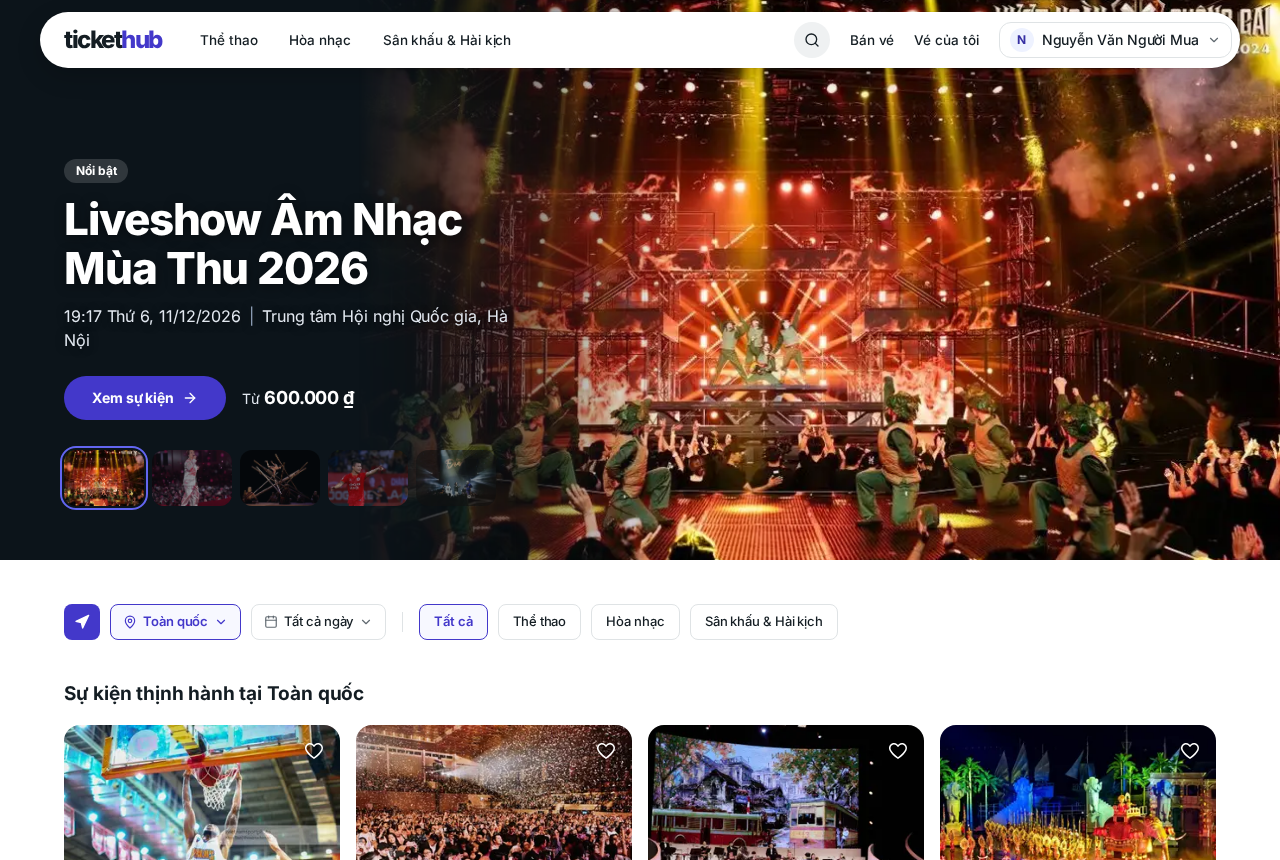 tickethub
Thể thao
Hòa nhạc
Sân khấu & Hài kịch
Bán vé
Vé của tôi
N
Nguyễn Văn Người Mua
GAI
2024
Nổi bật
Liveshow Âm Nhạc
Mùa Thu 2026
19:17 Thứ 6, 11/12/2026 | Trung tâm Hội nghị Quốc gia, Hà
Nội
Xem sự kiện
Từ 600.000 ₫
Toàn quốc
Tất cả ngày
Tất cả
Thể thao
Hòa nhạc
Sân khấu & Hài kịch
Sự kiện thịnh hành tại Toàn quốc